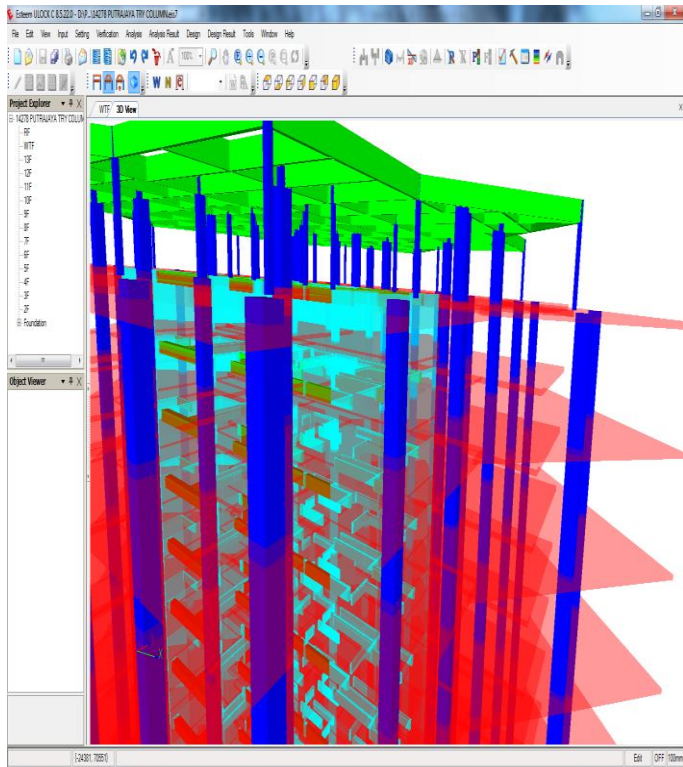 Esteem ULOCK C 8.5.22.0 - D:\P...\14278 PUTRAJAYA TRY COLUMN.es7
File Edit View Input Setting Verification Analysis Analysis Result Design Design Result Tools Window Help
100%
Project Explorer
WTF 3D View
14278 PUTRAJAYA TRY COLUM
RF
WTF
13F
12F
11F
10F
9F
8F
7F
6F
5F
4F
3F
2F
Foundation
Object Viewer
X
Edit OFF 100mm